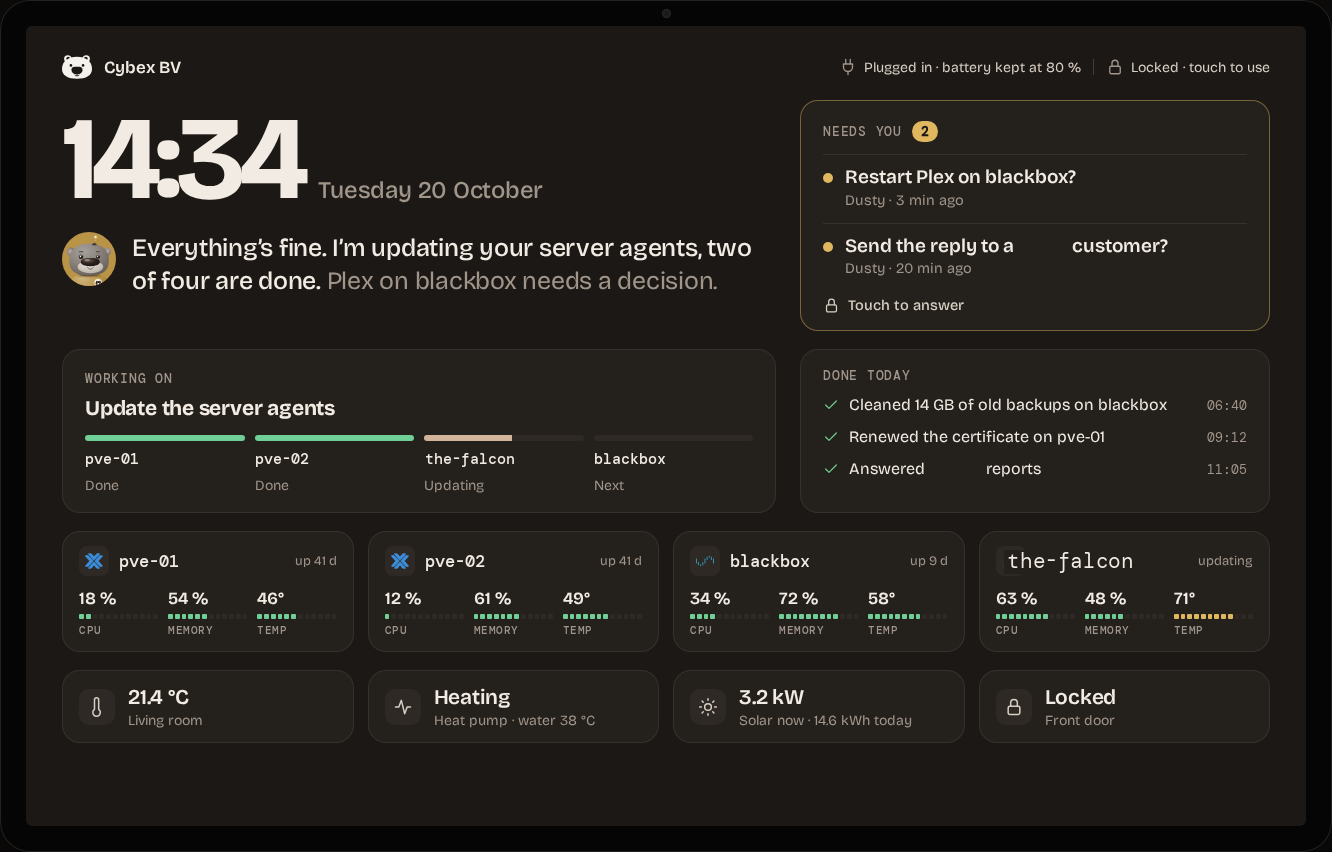 Cybex BV
Plugged in · battery kept at 80 %
Locked · touch to use
14:34 Tuesday 20 October
Everything's fine. I'm updating your server agents, two
of four are done. Plex on blackbox needs a decision.
NEEDS YOU 2
Restart Plex on blackbox?
Dusty · 3 min ago
Send the reply to a customer?
Dusty · 20 min ago
Touch to answer
WORKING ON
Update the server agents
pve-01 pve-02 the-falcon blackbox
Done Done Updating Next
DONE TODAY
Cleaned 14 GB of old backups on blackbox 06:40
Renewed the certificate on pve-01 09:12
Answered reports 11:05
pve-01 up 41 d
18 % 54 % 46°
CPU MEMORY TEMP
pve-02 up 41 d
12 % 61 % 49°
CPU MEMORY TEMP
blackbox up 9 d
34 % 72 % 58°
CPU MEMORY TEMP
the-falcon updating
63 % 48 % 71°
CPU MEMORY TEMP
21.4 °C
Living room
Heating
Heat pump · water 38 °C
3.2 kW
Solar now · 14.6 kWh today
Locked
Front door